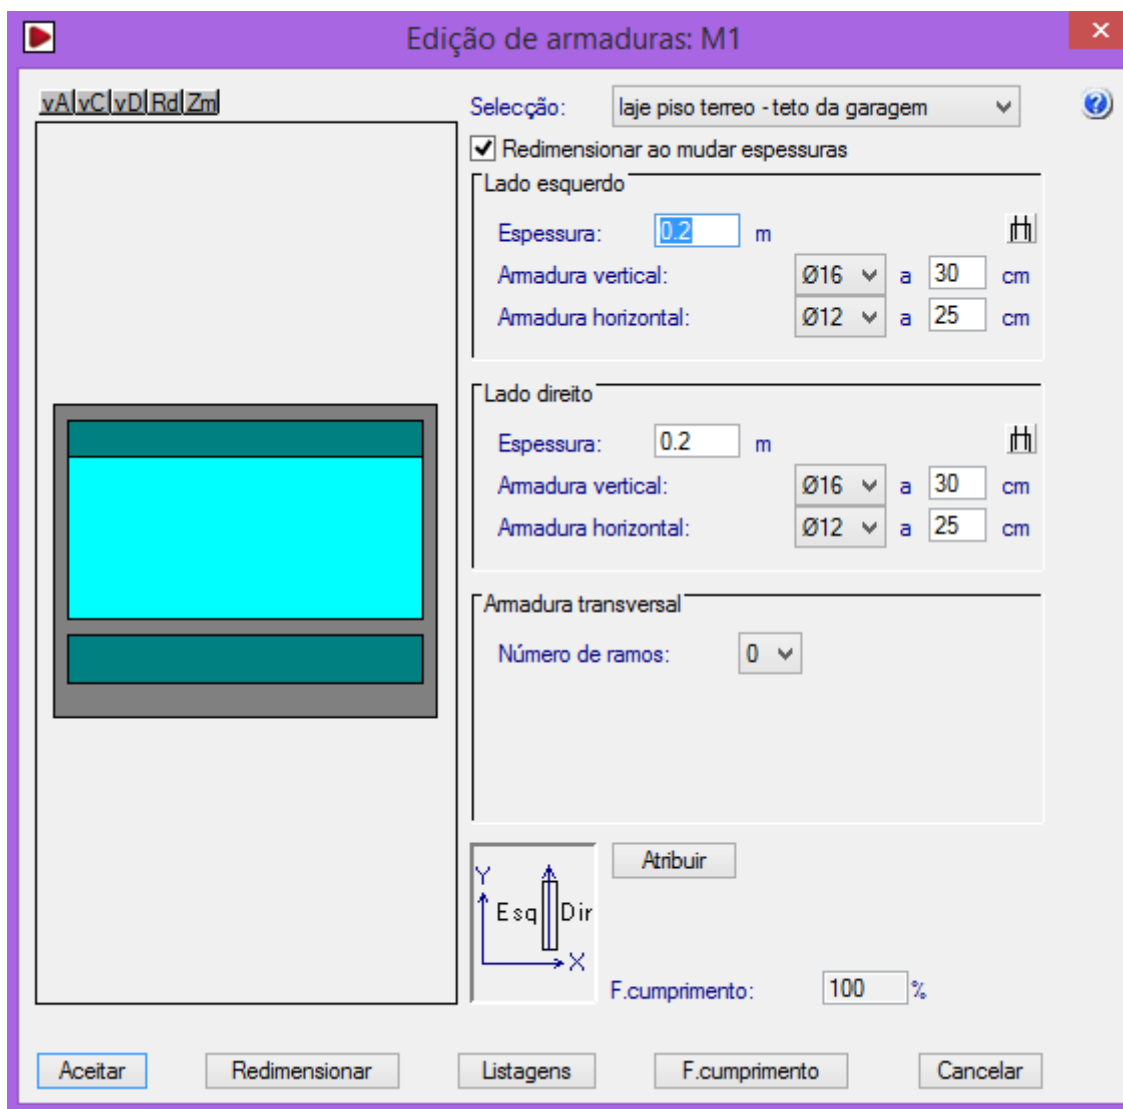 Edição de armaduras: M1
×
vA vC vD Rd Zm
Selecção: laje piso terreo - teto da garagem
?
Redimensionar ao mudar espessuras
Lado esquerdo
Espessura: 0.2 m
Armadura vertical: Ø16 a 30 cm
Armadura horizontal: Ø12 a 25 cm
Lado direito
Espessura: 0.2 m
Armadura vertical: Ø16 a 30 cm
Armadura horizontal: Ø12 a 25 cm
Armadura transversal
Número de ramos: 0
Atribuir
Y
Esq Dir
X
F.cumprimento: 100 %
Aceitar Redimensionar Listagens F.cumprimento Cancelar